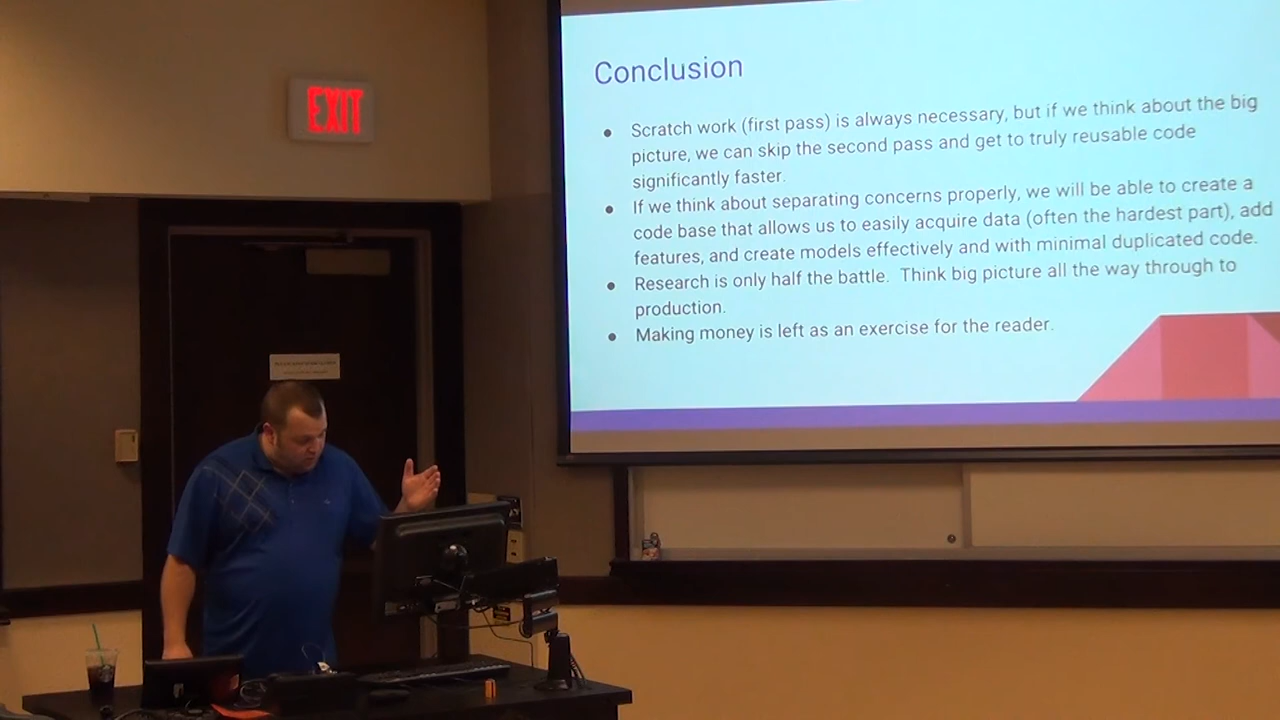 EXIT
Conclusion
● Scratch work (first pass) is always necessary, but if we think about the big
picture, we can skip the second pass and get to truly reusable code
significantly faster.
● If we think about separating concerns properly, we will be able to create a
code base that allows us to easily acquire data (often the hardest part), add
features, and create models effectively and with minimal duplicated code.
● Research is only half the battle.  Think big picture all the way through to
production.
● Making money is left as an exercise for the reader.